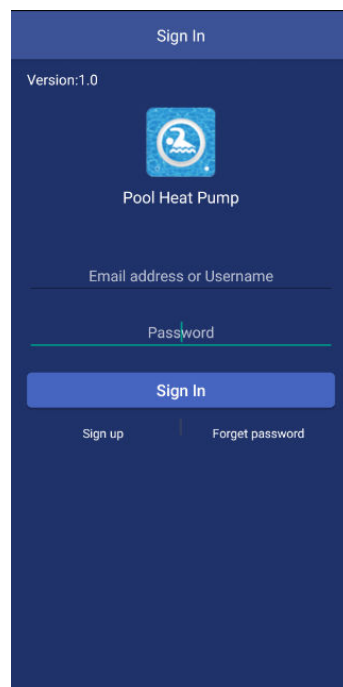 Sign In
Version:1.0
Pool Heat Pump
Email address or Username
Password
Sign In
Sign up
Forget password